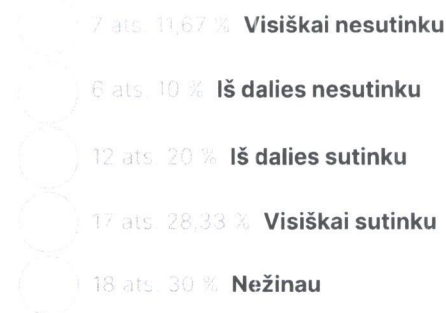 7 ats. 11,67 % Visiškai nesutinku
6 ats. 10 % Iš dalies nesutinku
12 ats. 20 % Iš dalies sutinku
17 ats. 28,33 % Visiškai sutinku
18 ats. 30 % Nežinau